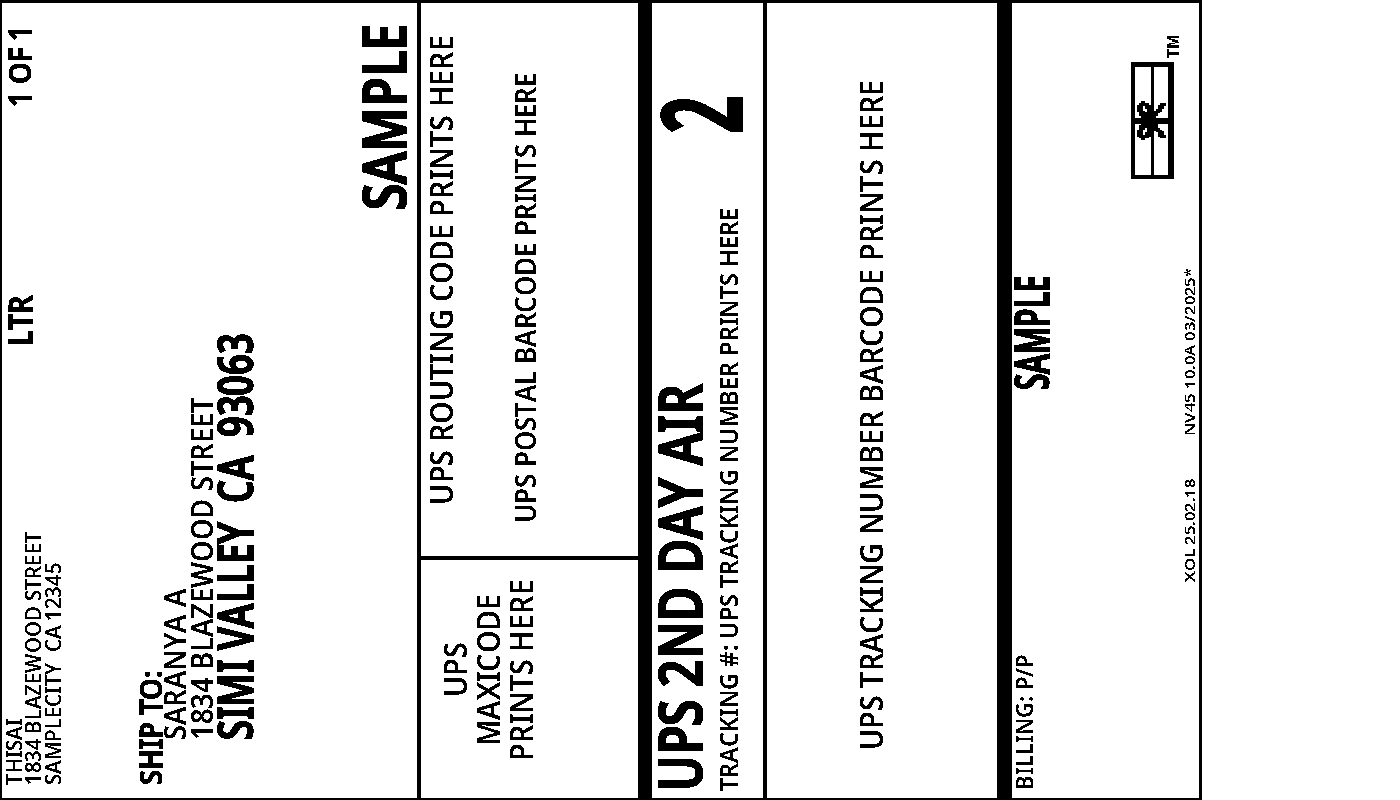 THISAI
1834 BLAZEWOOD STREET
SAMPLECITY CA 12345
LTR
1 OF 1
SHIP TO:
SARANYA A
1834 BLAZEWOOD STREET
SIMI VALLEY CA 93063
SAMPLE
UPS
MAXICODE
PRINTS HERE
UPS ROUTING CODE PRINTS HERE
UPS POSTAL BARCODE PRINTS HERE
UPS 2ND DAY AIR
2
TRACKING #: UPS TRACKING NUMBER PRINTS HERE
UPS TRACKING NUMBER BARCODE PRINTS HERE
BILLING: P/P
SAMPLE
TM
XOL 25.02.18 NV45 10.0A 03/2025*